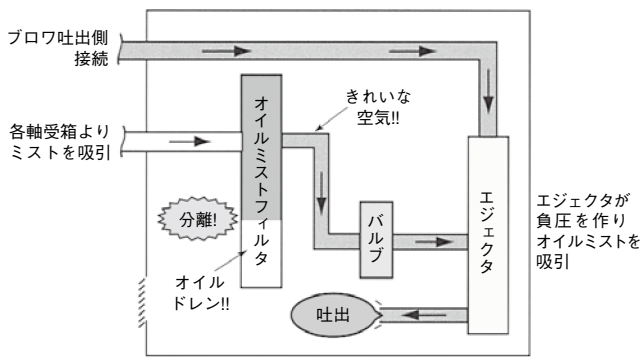 ブロワ吐出側
接続
各軸受箱より
ミストを吸引
オイルミストフィルタ
きれいな
空気!!
分離!
オイル
ドレン!!
バルブ
エジェクタ
吐出
エジェクタが
負圧を作り
オイルミストを
吸引